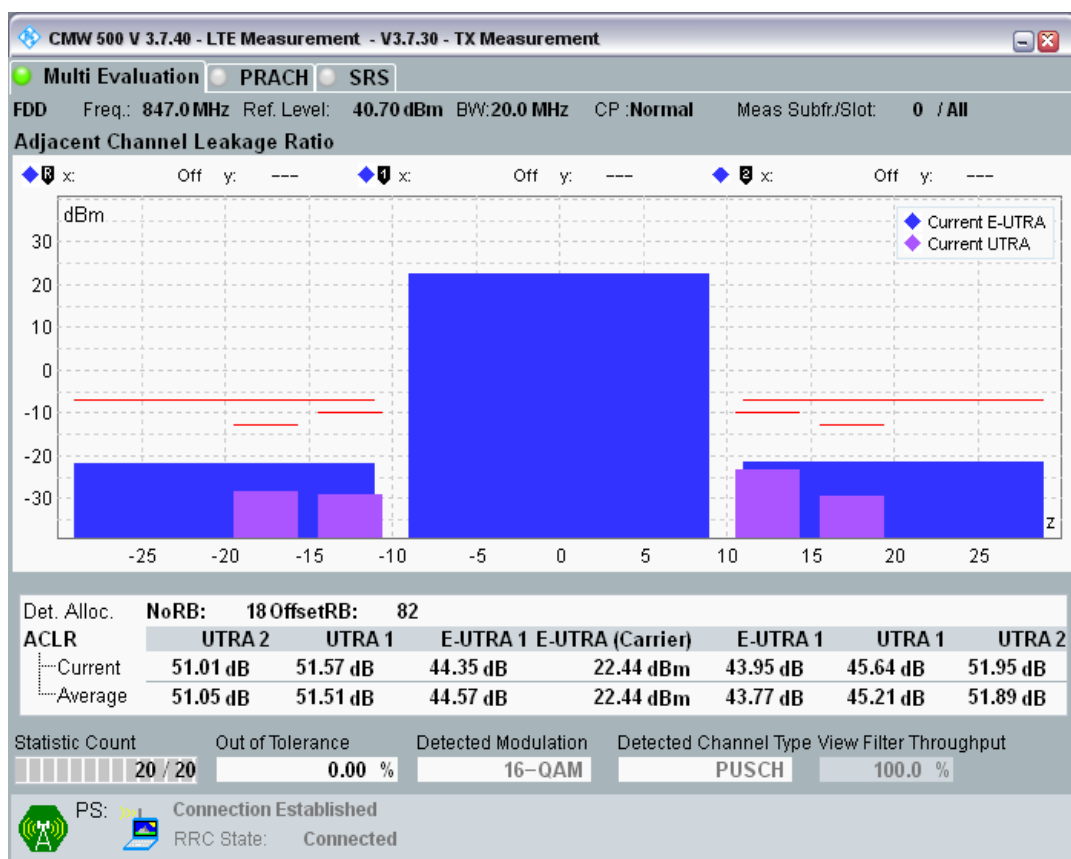 CMW 500 V 3.7.40 - LTE Measurement - V3.7.30 - TX Measurement
Multi Evaluation PRACH SRS
FDD Freq.: 847.0 MHz Ref. Level: 40.70 dBm BW:20.0 MHz CP :Normal Meas Subfr./Slot: 0 / All
Adjacent Channel Leakage Ratio
R x: Off y: --- 1 x: Off y: --- 2 x: Off y: ---
dBm
Current E-UTRA
Current UTRA
30
20
10
0
-10
-20
-30
z
-25 -20 -15 -10 -5 0 5 10 15 20 25
Det. Alloc. NoRB: 18 OffsetRB: 82
ACLR UTRA 2 UTRA 1 E-UTRA 1 E-UTRA (Carrier) E-UTRA 1 UTRA 1 UTRA 2
Current 51.01 dB 51.57 dB 44.35 dB 22.44 dBm 43.95 dB 45.64 dB 51.95 dB
Average 51.05 dB 51.51 dB 44.57 dB 22.44 dBm 43.77 dB 45.21 dB 51.89 dB
Statistic Count Out of Tolerance Detected Modulation Detected Channel Type View Filter Throughput
20 / 20 0.00 % 16-QAM PUSCH 100.0 %
PS: Connection Established
RRC State: Connected